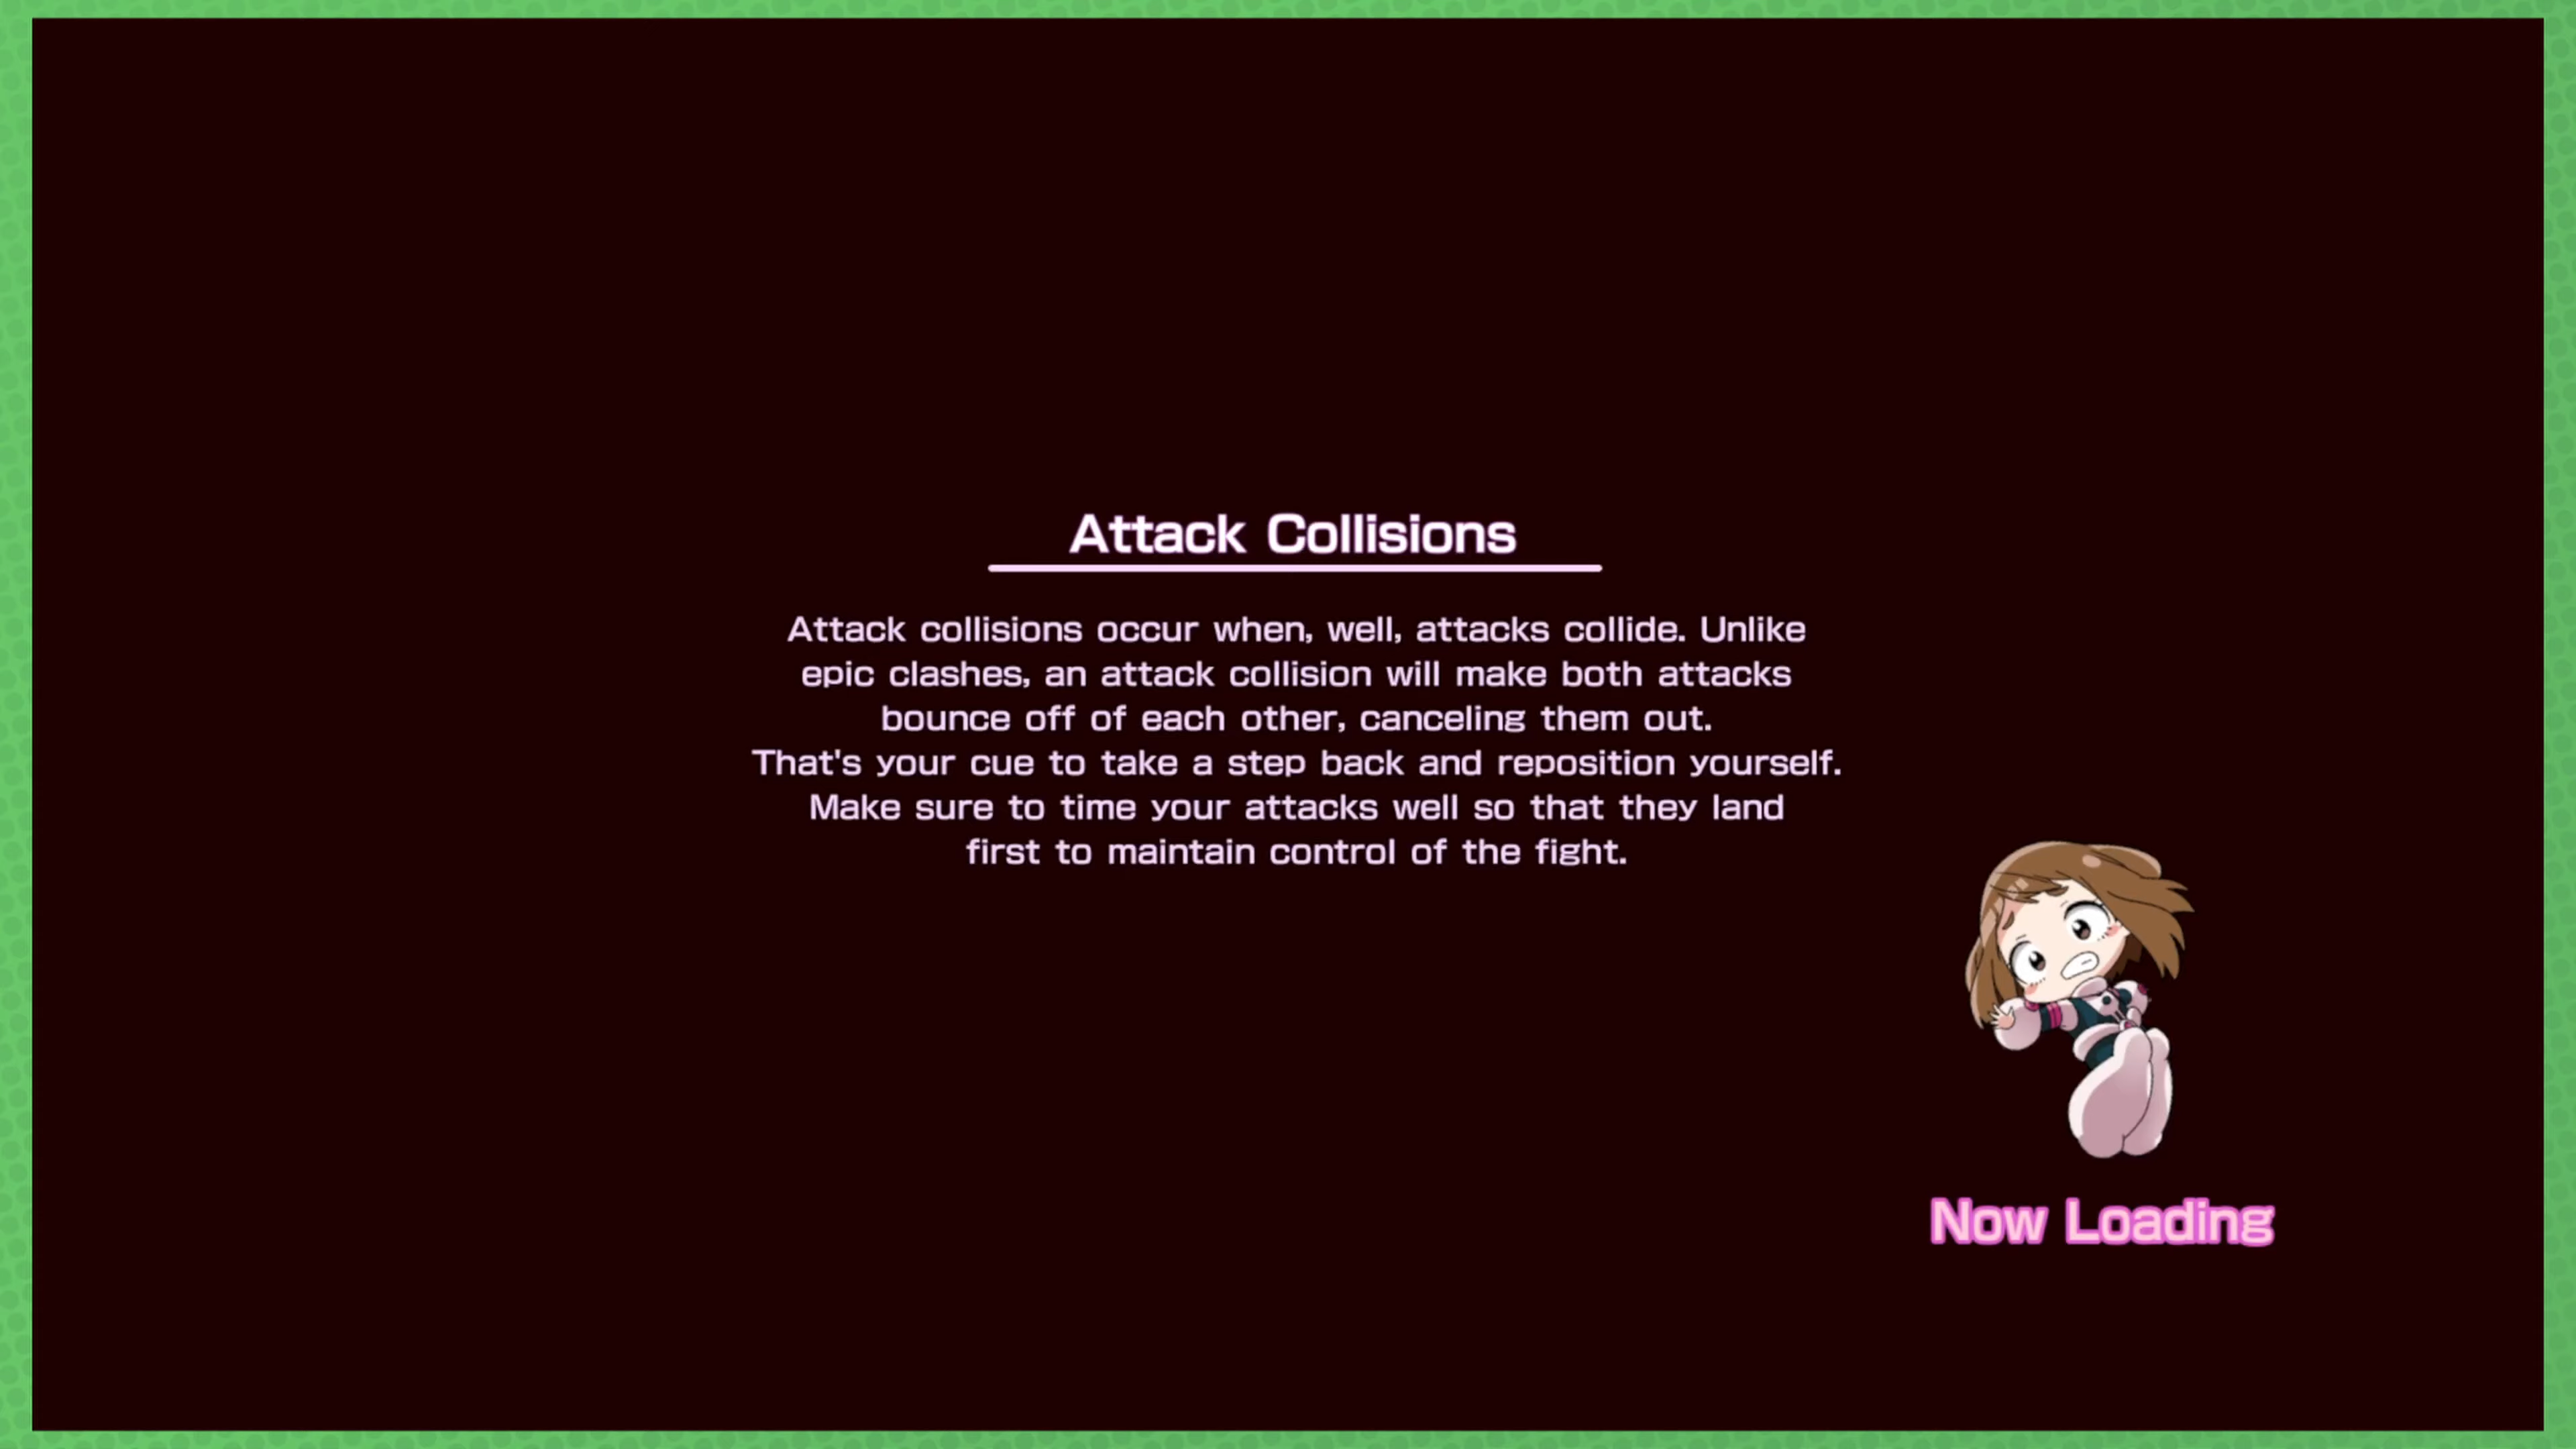 Attack Collisions
Attack collisions occur when, well, attacks collide. Unlike
epic clashes, an attack collision will make both attacks
bounce off of each other, canceling them out.
That's your cue to take a step back and reposition yourself.
Make sure to time your attacks well so that they land
first to maintain control of the fight.
Now Loading